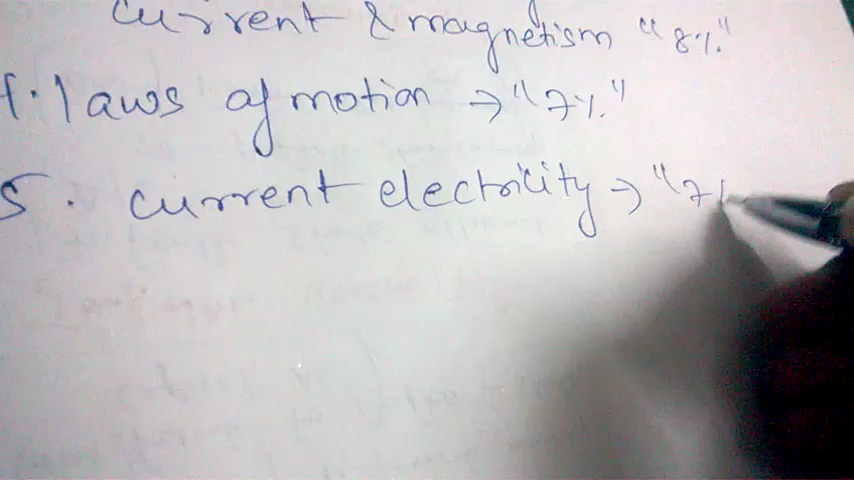 current & magnetism "8%."
4. laws of motion → "7%."
5. current electricity → "7%